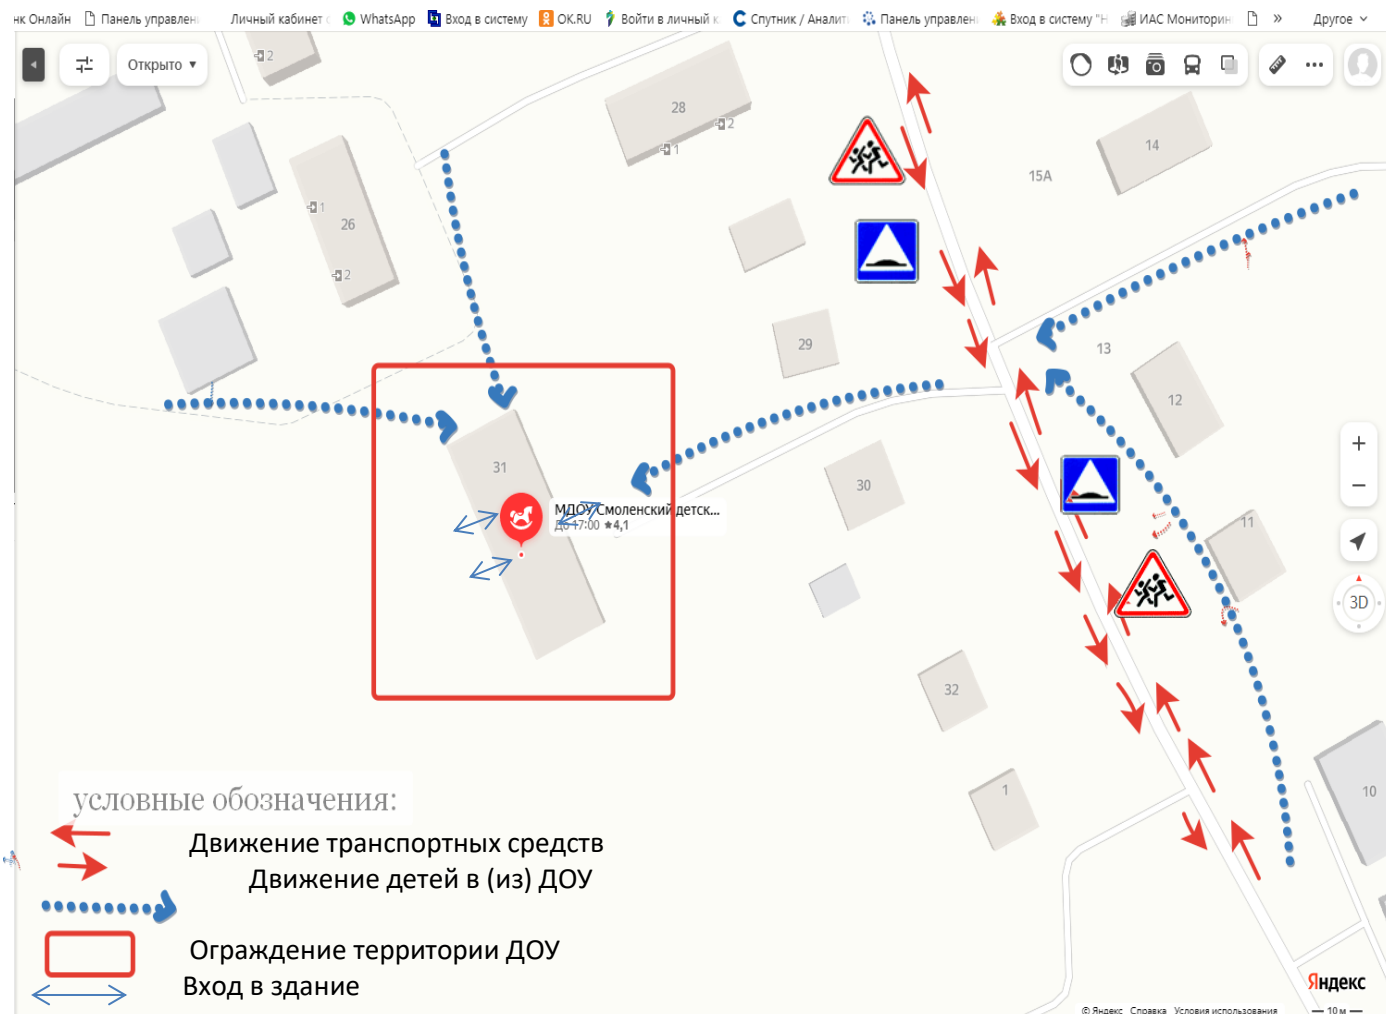 нк Онлайн Панель управлен Личный кабинет WhatsApp Вход в систему OK.RU Войти в личный к Спутник / Аналит Панель управлен Вход в систему "Н ИАС Мониторин » Другое
Открыто
2
28
2
1
14
15А
1
26
2
29
13
12
31
30
МДОУ Смоленский детск...
До 17:00 ★4,1
11
3D
32
1
10
условные обозначения:
Движение транспортных средств
Движение детей в (из) ДОУ
Ограждение территории ДОУ
Вход в здание
Яндекс
© Яндекс Справка Условия использования 10 м